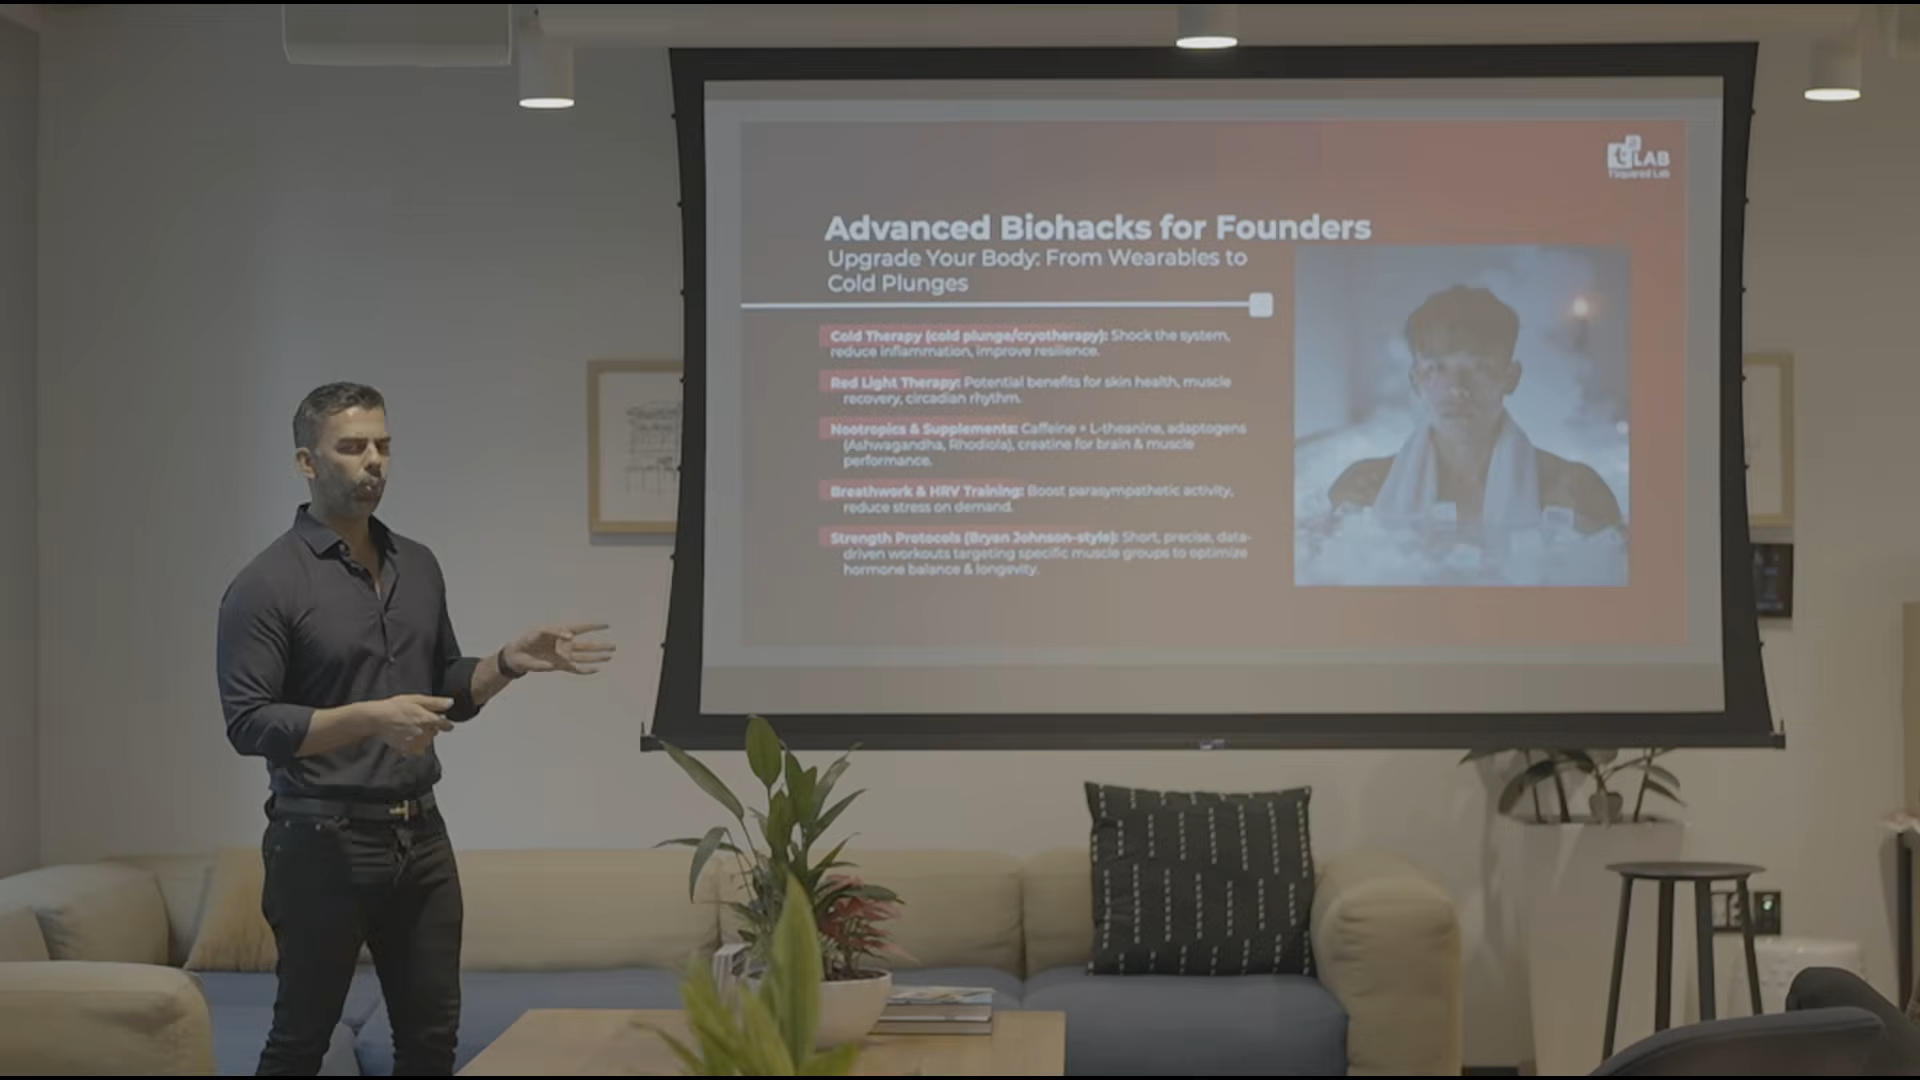 t2 LAB
TSquared Lab
Advanced Biohacks for Founders
Upgrade Your Body: From Wearables to
Cold Plunges
Cold Therapy (cold plunge/cryotherapy): Shock the system,
reduce inflammation, improve resilience.
Red Light Therapy: Potential benefits for skin health, muscle
recovery, circadian rhythm.
Nootropics & Supplements: Caffeine + L-theanine, adaptogens
(Ashwagandha, Rhodiola), creatine for brain & muscle
performance.
Breathwork & HRV Training: Boost parasympathetic activity,
reduce stress on demand.
Strength Protocols (Bryan Johnson-style): Short, precise, data-
driven workouts targeting specific muscle groups to optimize
hormone balance & longevity.